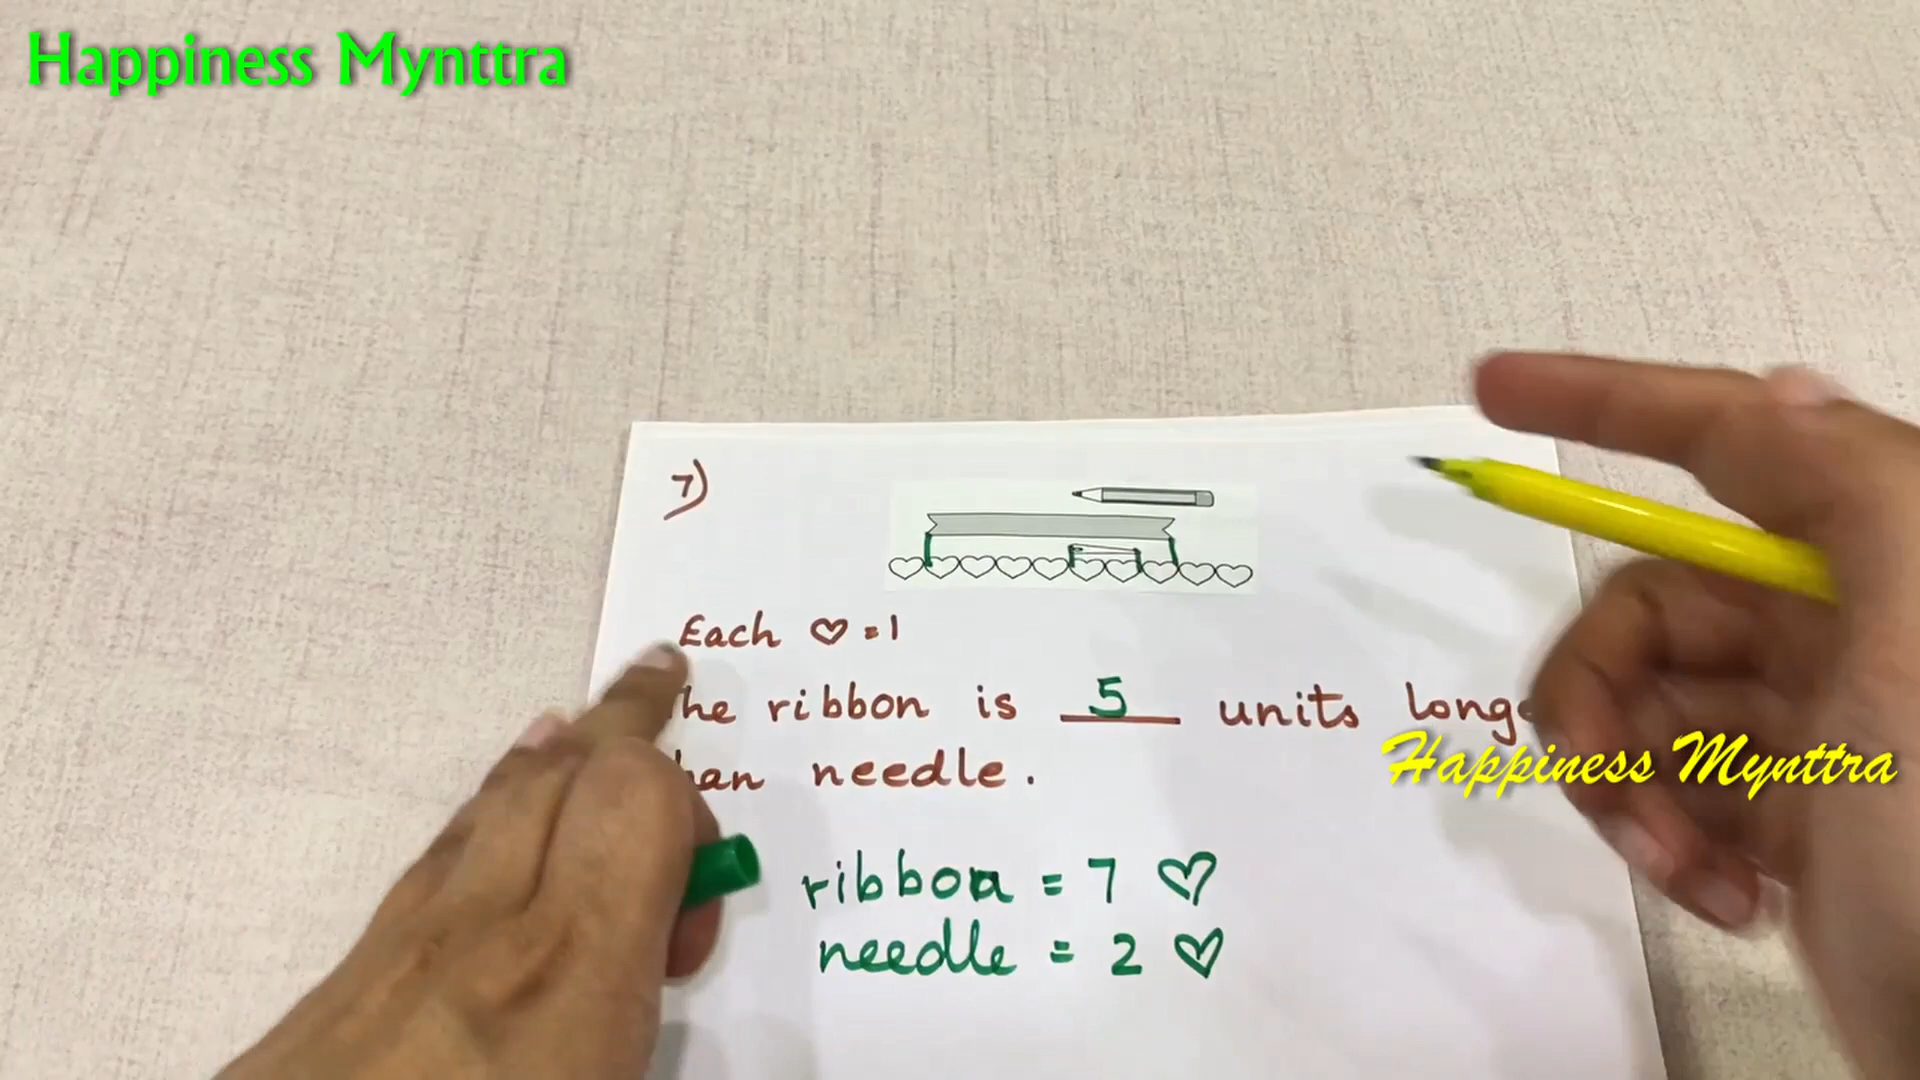 Happiness Mynttra
7)
Each ♡ = 1
he ribbon is 5 units long
han needle.
Happiness Mynttra
ribbon = 7 ♡
needle = 2 ♡